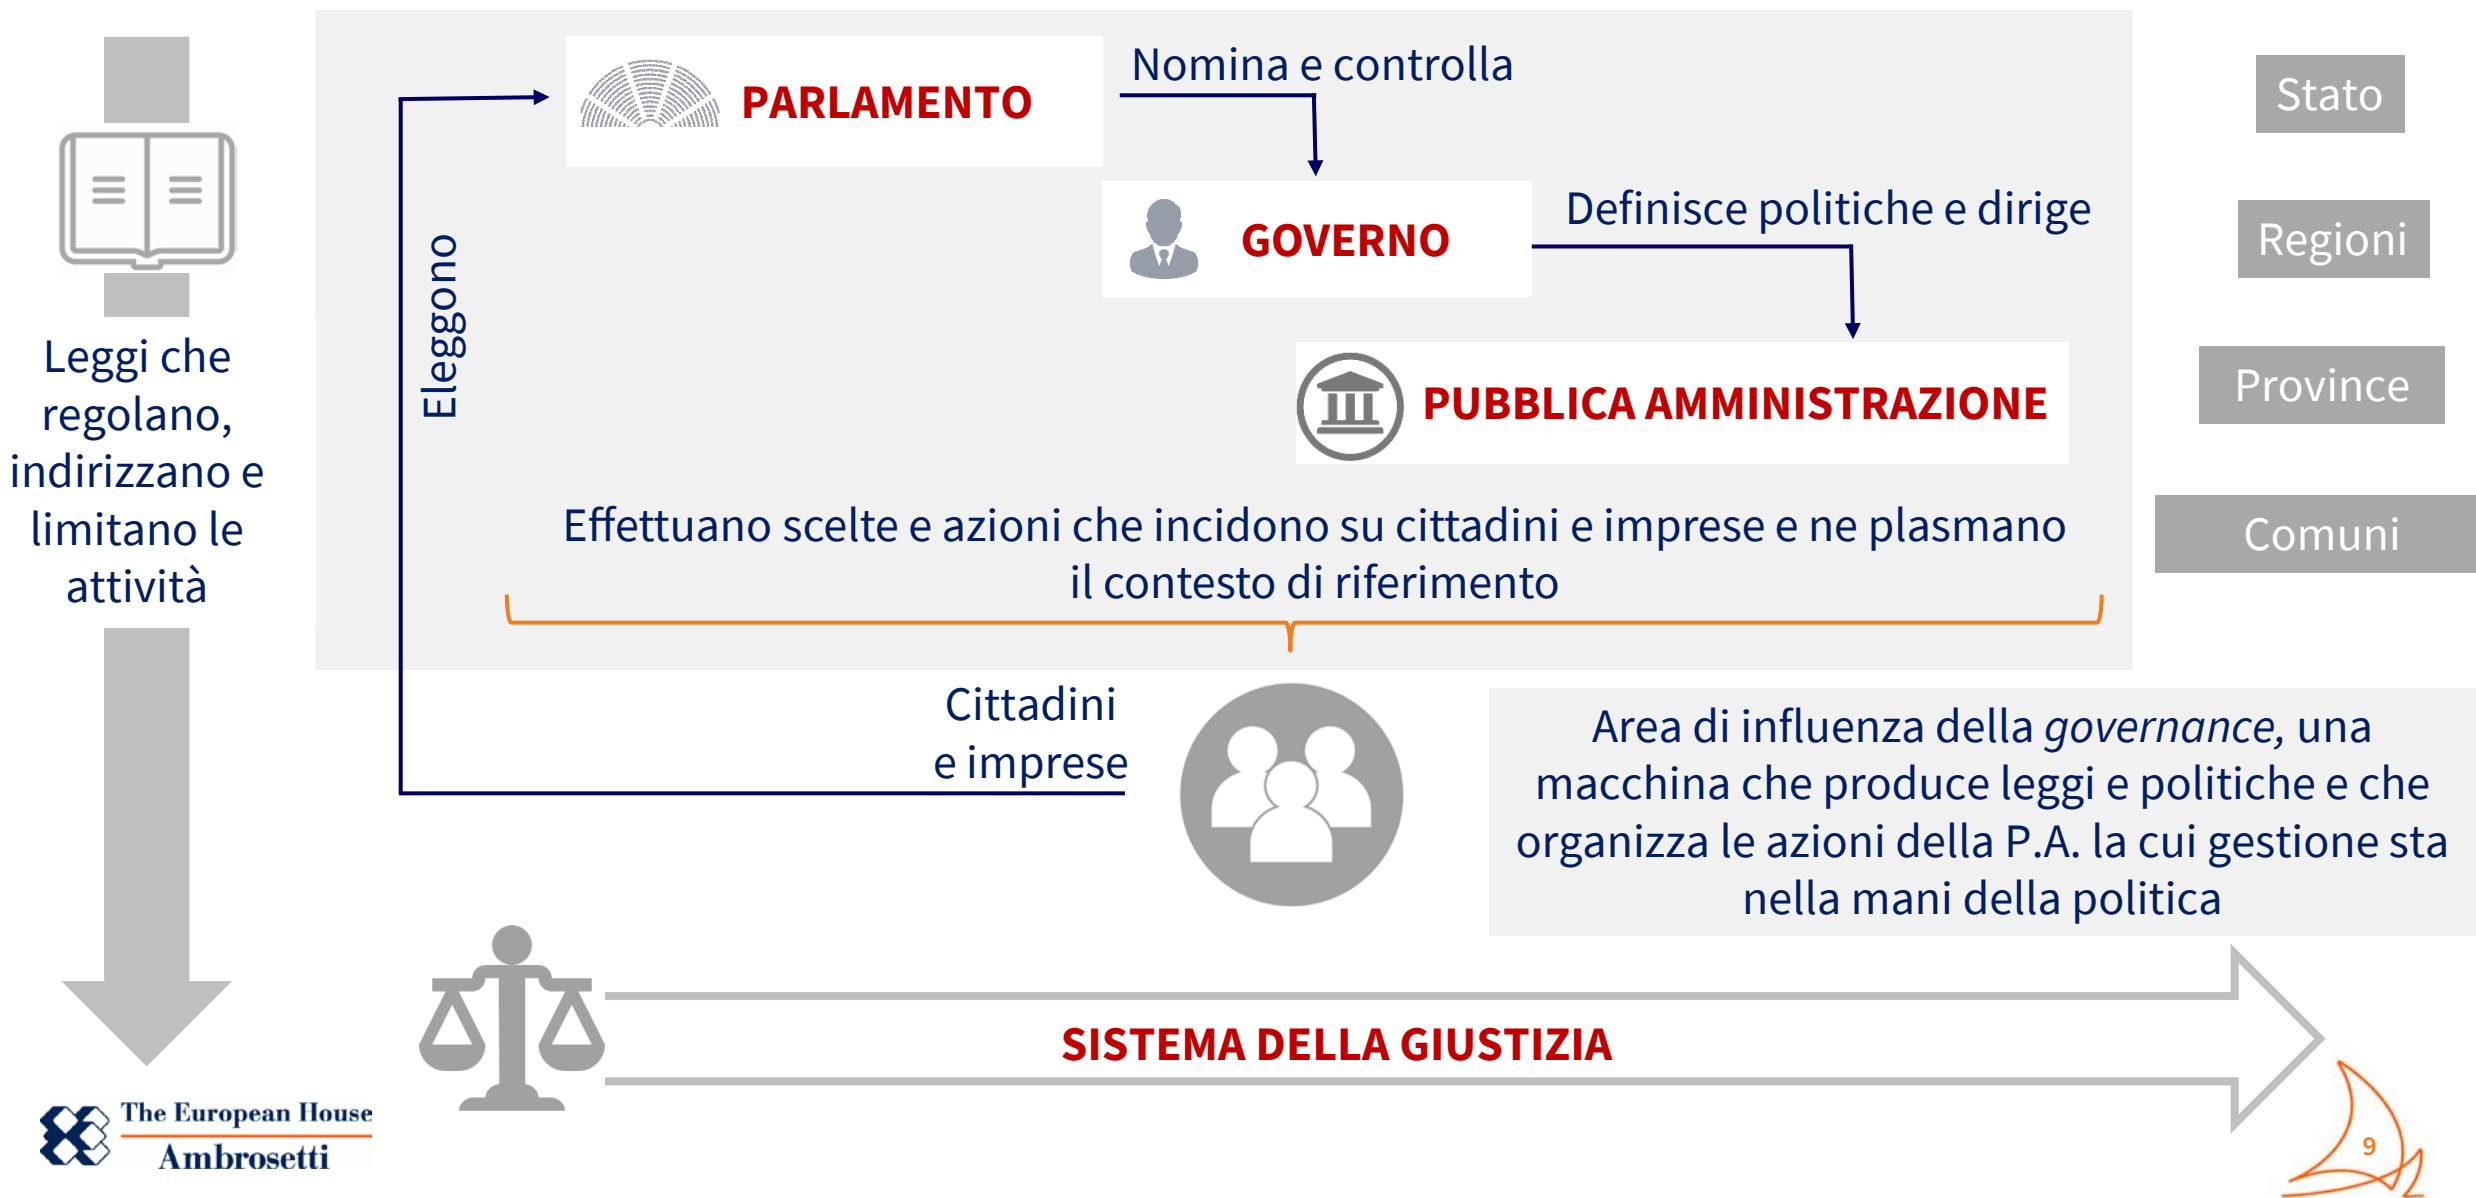 Leggi che
regolano,
indirizzano e
limitano le
attività
Eleggono
PARLAMENTO
Nomina e controlla
GOVERNO
Definisce politiche e dirige
PUBBLICA AMMINISTRAZIONE
Effettuano scelte e azioni che incidono su cittadini e imprese e ne plasmano
il contesto di riferimento
Stato
Regioni
Province
Comuni
Cittadini
e imprese
Area di influenza della governance, una
macchina che produce leggi e politiche e che
organizza le azioni della P.A. la cui gestione sta
nella mani della politica
SISTEMA DELLA GIUSTIZIA
The European House
Ambrosetti
9